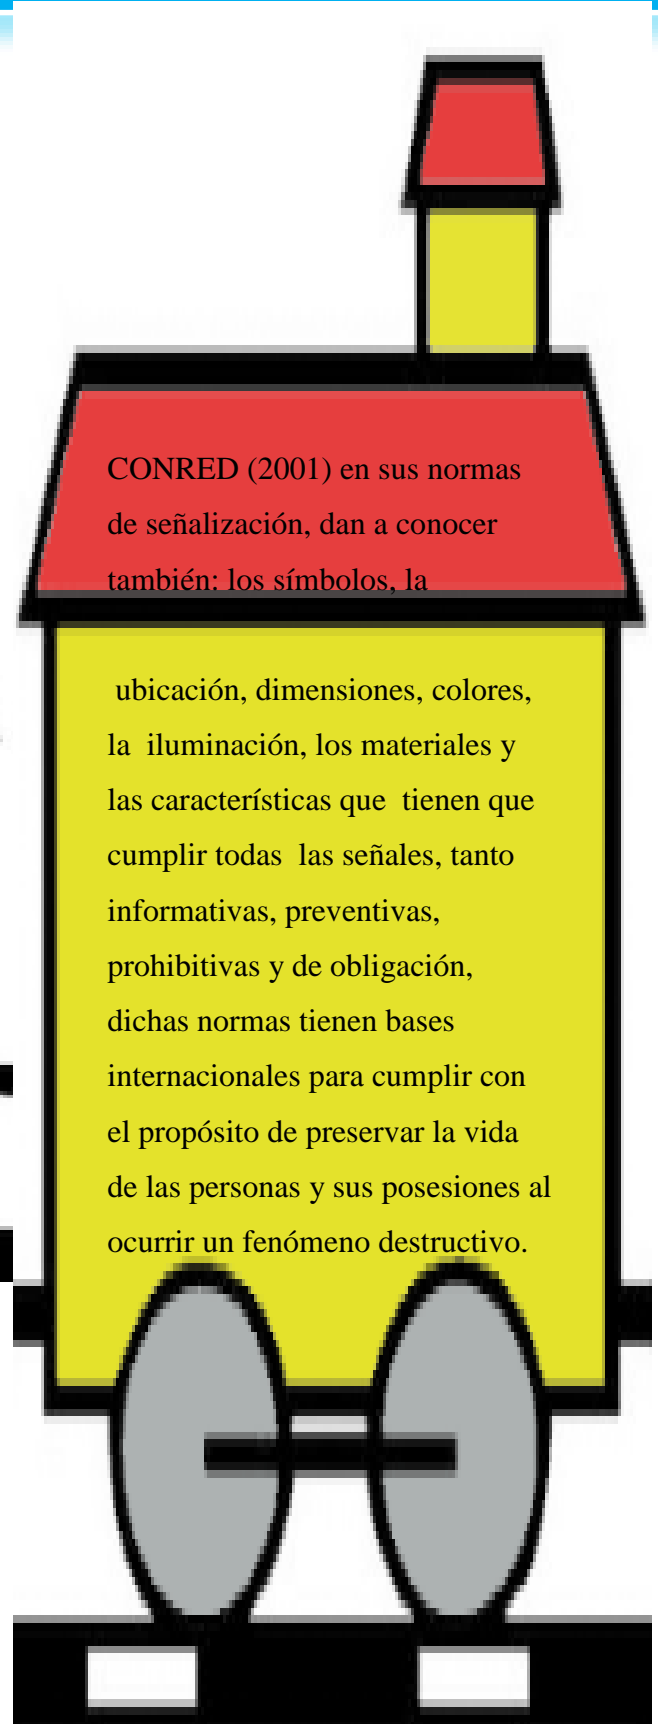 CONRED (2001) en sus normas
de señalización, dan a conocer
también: los símbolos, la
ubicación, dimensiones, colores,
la  iluminación, los materiales y
las características que  tienen que
cumplir todas  las señales, tanto
informativas, preventivas,
prohibitivas y de obligación,
dichas normas tienen bases
internacionales para cumplir con
el propósito de preservar la vida
de las personas y sus posesiones al
ocurrir un fenómeno destructivo.